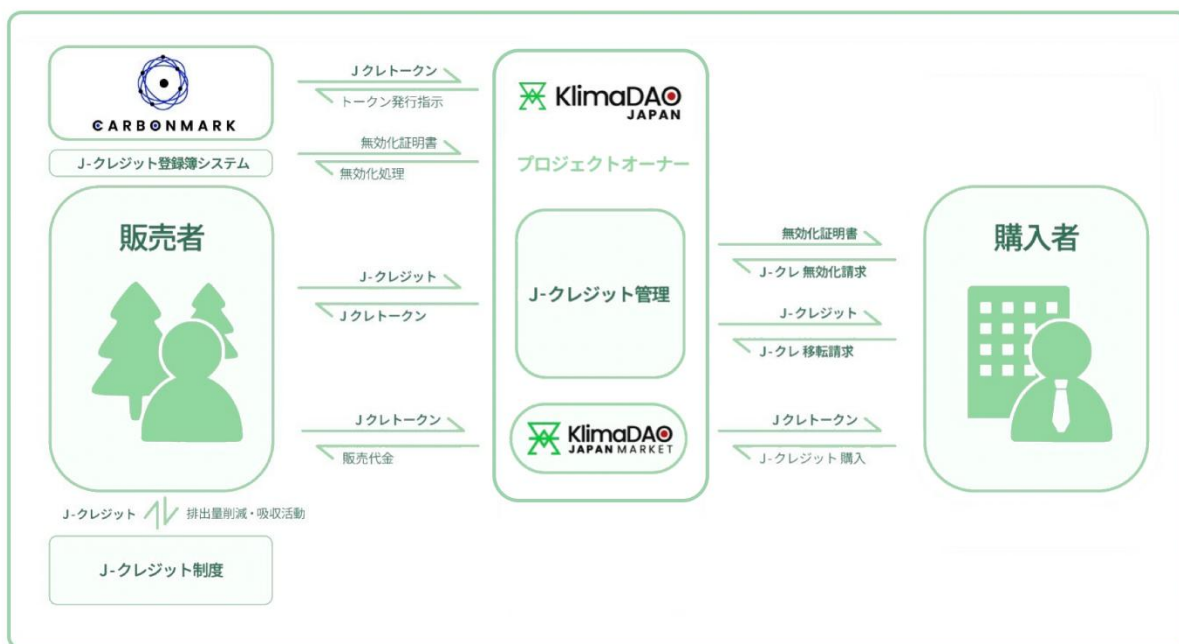 CARBONMARK
J-クレジット登録簿システム
販売者
Jクレトークン
トークン発行指示
無効化証明書
無効化処理
J-クレジット
Jクレトークン
Jクレトークン
販売代金
J-クレジット
排出量削減・吸収活動
J-クレジット制度
KlimaDAO
JAPAN
プロジェクトオーナー
J-クレジット管理
KlimaDAO
JAPAN MARKET
無効化証明書
J-クレ 無効化請求
J-クレジット
J-クレ 移転請求
Jクレトークン
J-クレジット 購入
購入者